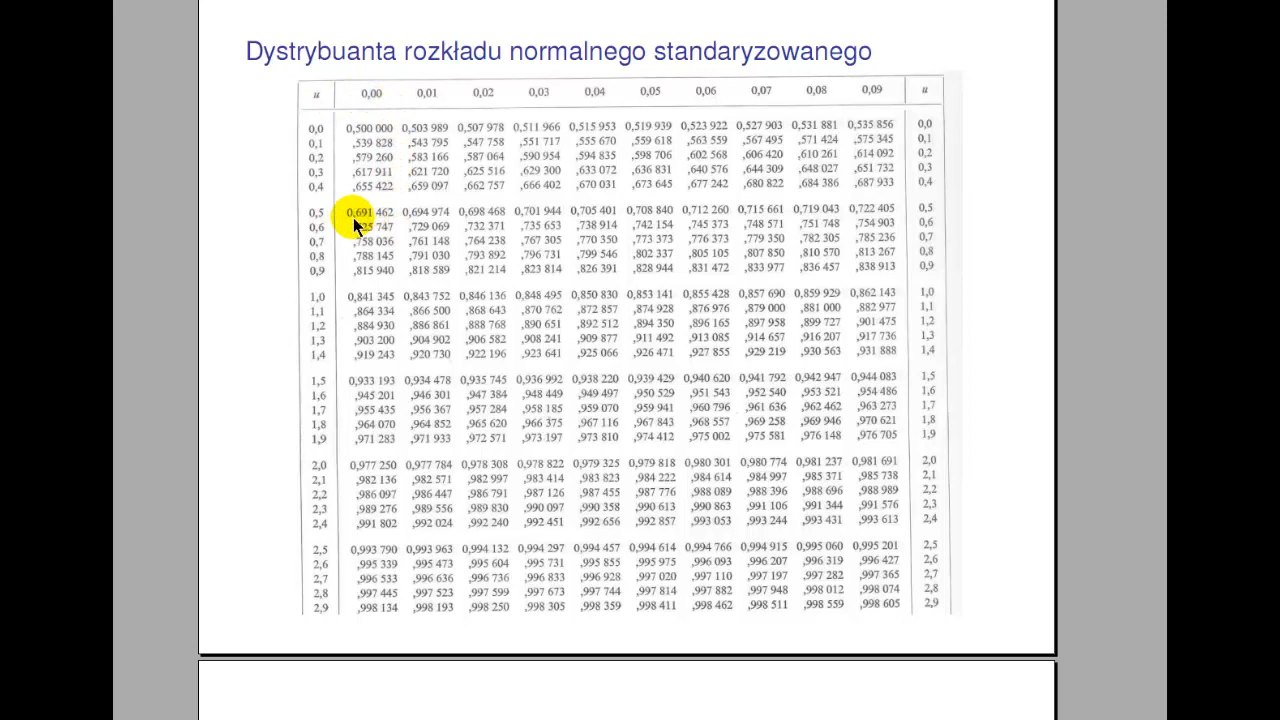 Dystrybuanta rozkładu normalnego standaryzowanego
u 0,00 0,01 0,02 0,03 0,04 0,05 0,06 0,07 0,08 0,09 u
0,0 0,500 000 0,503 989 0,507 978 0,511 966 0,515 953 0,519 939 0,523 922 0,527 903 0,531 881 0,535 856 0,0
0,1 ,539 828 ,543 795 ,547 758 ,551 717 ,555 670 ,559 618 ,563 559 ,567 495 ,571 424 ,575 345 0,1
0,2 ,579 260 ,583 166 ,587 064 ,590 954 ,594 835 ,598 706 ,602 568 ,606 420 ,610 261 ,614 092 0,2
0,3 ,617 911 ,621 720 ,625 516 ,629 300 ,633 072 ,636 831 ,640 576 ,644 309 ,648 027 ,651 732 0,3
0,4 ,655 422 ,659 097 ,662 757 ,666 402 ,670 031 ,673 645 ,677 242 ,680 822 ,684 386 ,687 933 0,4
0,5 0,691 462 0,694 974 0,698 468 0,701 944 0,705 401 0,708 840 0,712 260 0,715 661 0,719 043 0,722 405 0,5
0,6 747 ,729 069 ,732 371 ,735 653 ,738 914 ,742 154 ,745 373 ,748 571 ,751 748 ,754 903 0,6
0,7 ,758 036 ,761 148 ,764 238 ,767 305 ,770 350 ,773 373 ,776 373 ,779 350 ,782 305 ,785 236 0,7
0,8 ,788 145 ,791 030 ,793 892 ,796 731 ,799 546 ,802 337 ,805 105 ,807 850 ,810 570 ,813 267 0,8
0,9 ,815 940 ,818 589 ,821 214 ,823 814 ,826 391 ,828 944 ,831 472 ,833 977 ,836 457 ,838 913 0,9
1,0 0,841 345 0,843 752 0,846 136 0,848 495 0,850 830 0,853 141 0,855 428 0,857 690 0,859 929 0,862 143 1,0
1,1 ,864 334 ,866 500 ,868 643 ,870 762 ,872 857 ,874 928 ,876 976 ,879 000 ,881 000 ,882 977 1,1
1,2 ,884 930 ,886 861 ,888 768 ,890 651 ,892 512 ,894 350 ,896 165 ,897 958 ,899 727 ,901 475 1,2
1,3 ,903 200 ,904 902 ,906 582 ,908 241 ,909 877 ,911 492 ,913 085 ,914 657 ,916 207 ,917 736 1,3
1,4 ,919 243 ,920 730 ,922 196 ,923 641 ,925 066 ,926 471 ,927 855 ,929 219 ,930 563 ,931 888 1,4
1,5 0,933 193 0,934 478 0,935 745 0,936 992 0,938 220 0,939 429 0,940 620 0,941 792 0,942 947 0,944 083 1,5
1,6 ,945 201 ,946 301 ,947 384 ,948 449 ,949 497 ,950 529 ,951 543 ,952 540 ,953 521 ,954 486 1,6
1,7 ,955 435 ,956 367 ,957 284 ,958 185 ,959 070 ,959 941 ,960 796 ,961 636 ,962 462 ,963 273 1,7
1,8 ,964 070 ,964 852 ,965 620 ,966 375 ,967 116 ,967 843 ,968 557 ,969 258 ,969 946 ,970 621 1,8
1,9 ,971 283 ,971 933 ,972 571 ,973 197 ,973 810 ,974 412 ,975 002 ,975 581 ,976 148 ,976 705 1,9
2,0 0,977 250 0,977 784 0,978 308 0,978 822 0,979 325 0,979 818 0,980 301 0,980 774 0,981 237 0,981 691 2,0
2,1 ,982 136 ,982 571 ,982 997 ,983 414 ,983 823 ,984 222 ,984 614 ,984 997 ,985 371 ,985 738 2,1
2,2 ,986 097 ,986 447 ,986 791 ,987 126 ,987 455 ,987 776 ,988 089 ,988 396 ,988 696 ,988 989 2,2
2,3 ,989 276 ,989 556 ,989 830 ,990 097 ,990 358 ,990 613 ,990 863 ,991 106 ,991 344 ,991 576 2,3
2,4 ,991 802 ,992 024 ,992 240 ,992 451 ,992 656 ,992 857 ,993 053 ,993 244 ,993 431 ,993 613 2,4
2,5 0,993 790 0,993 963 0,994 132 0,994 297 0,994 457 0,994 614 0,994 766 0,994 915 0,995 060 0,995 201 2,5
2,6 ,995 339 ,995 473 ,995 604 ,995 731 ,995 855 ,995 975 ,996 093 ,996 207 ,996 319 ,996 427 2,6
2,7 ,996 533 ,996 636 ,996 736 ,996 833 ,996 928 ,997 020 ,997 110 ,997 197 ,997 282 ,997 365 2,7
2,8 ,997 445 ,997 523 ,997 599 ,997 673 ,997 744 ,997 814 ,997 882 ,997 948 ,998 012 ,998 074 2,8
2,9 ,998 134 ,998 193 ,998 250 ,998 305 ,998 359 ,998 411 ,998 462 ,998 511 ,998 559 ,998 605 2,9